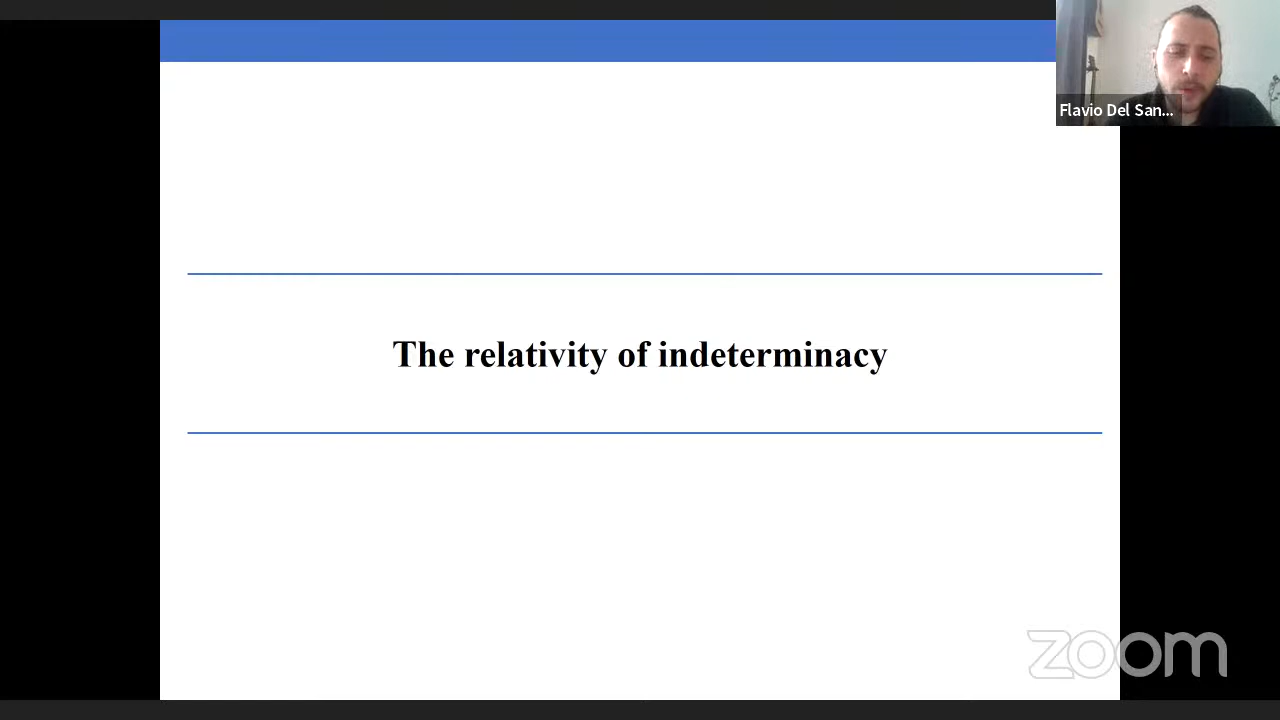 Flavio Del San...
The relativity of indeterminacy
zoom